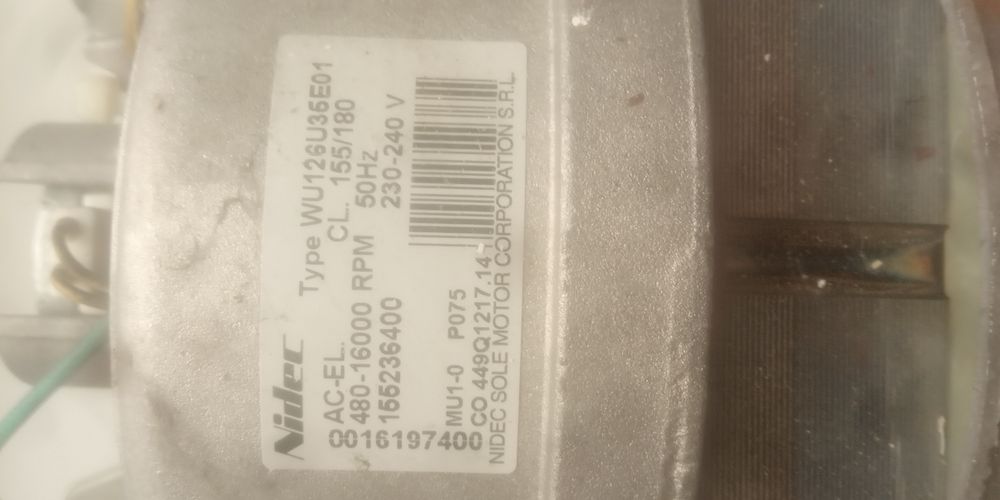 Nidec
Type WU126U35E01
AC-EL. CL. 155/180
480-16000 RPM 50Hz
155236400 230-240 V
0016197400
MU1-0 P075
CO 449Q1217.14
NIDEC SOLE MOTOR CORPORATION S.R.L.